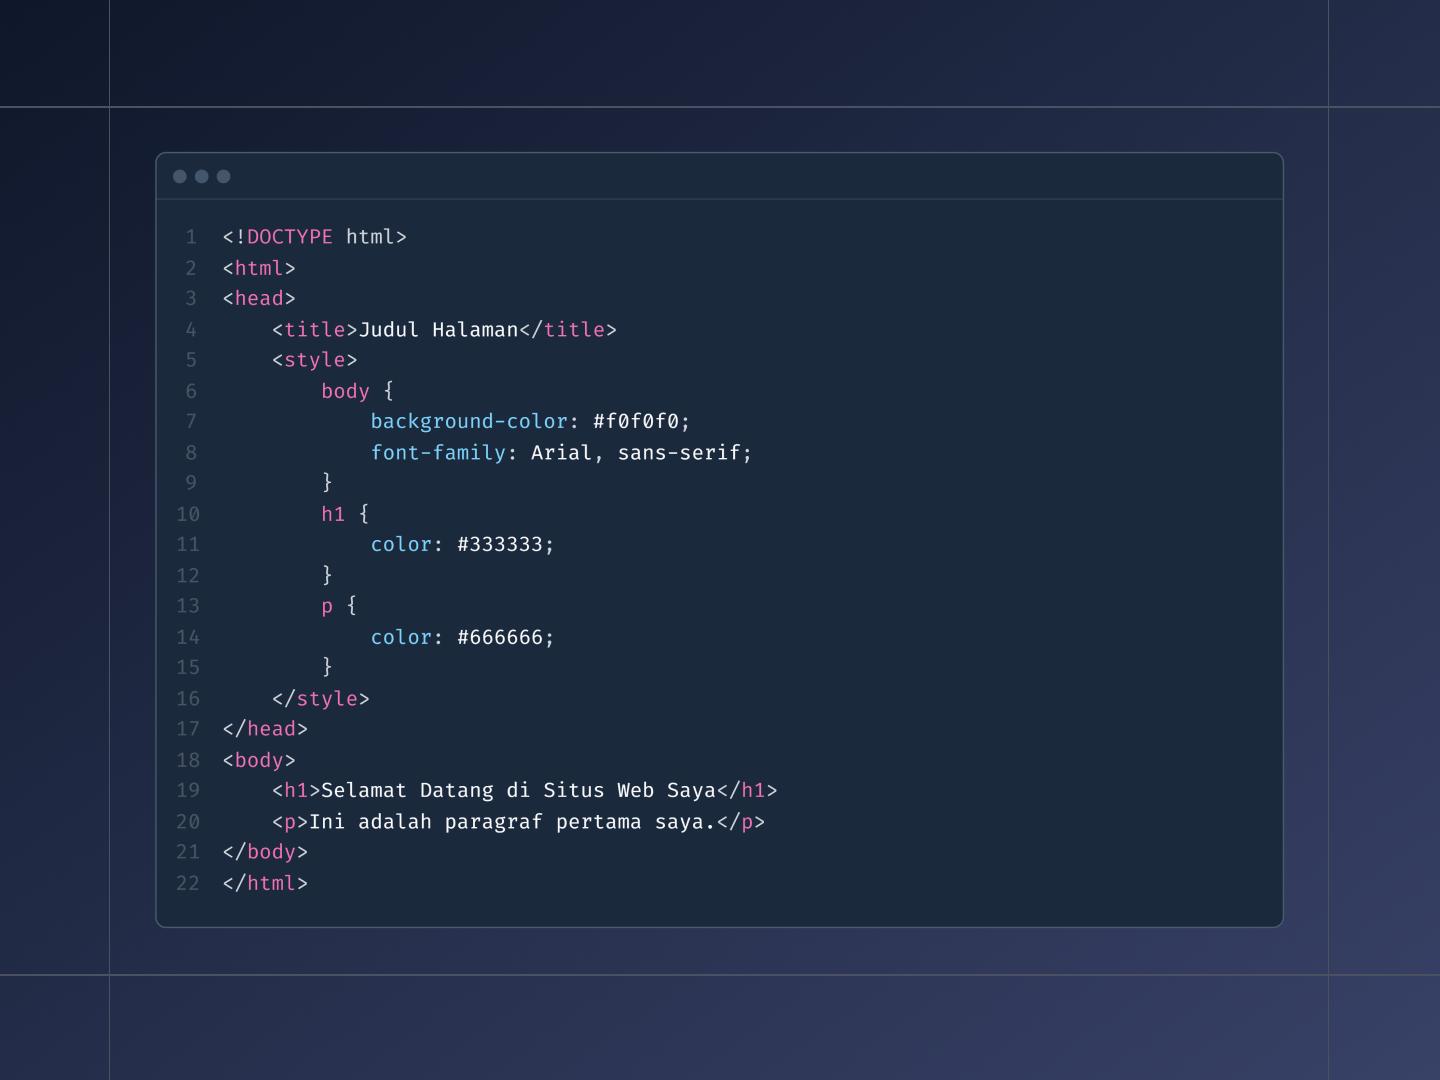 1 <!DOCTYPE html>
2 <html>
3 <head>
4     <title>Judul Halaman</title>
5     <style>
6         body {
7             background-color: #f0f0f0;
8             font-family: Arial, sans-serif;
9         }
10         h1 {
11             color: #333333;
12         }
13         p {
14             color: #666666;
15         }
16     </style>
17 </head>
18 <body>
19     <h1>Selamat Datang di Situs Web Saya</h1>
20     <p>Ini adalah paragraf pertama saya.</p>
21 </body>
22 </html>